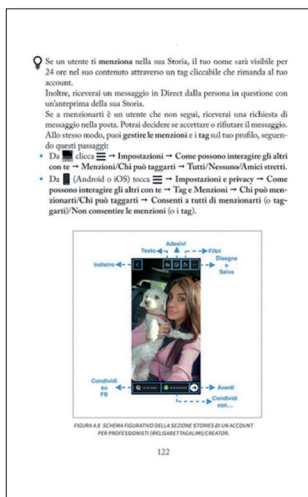 Se un utente ti menziona nella sua Storia, il tuo nome sarà visibile per
24 ore nel suo contenuto attraverso un tag cliccabile che rimanda al tuo
account.
Inoltre, riceverai un messaggio in Direct dalla persona in questione con
un'anteprima della sua Storia.
Se a menzionarti è un utente che non segui, riceverai una richiesta di
messaggio nella posta. Potrai decidere se accettare o rifiutare il messaggio.
Allo stesso modo, puoi gestire le menzioni e i tag sul tuo profilo, seguen-
do questi passaggi:
• Da clicca → Impostazioni → Come possono interagire gli altri
con te → Menzioni/Chi può taggarti → Tutti/Nessuno/Amici stretti.
• Da (Android o iOS) tocca → Impostazioni e privacy → Come
possono interagire gli altri con te → Tag e Menzioni → Chi può men-
zionarti/Chi può taggarti → Consenti a tutti di menzionarti (o tag-
garti)/Non consentire le menzioni (o i tag).
Adesivi
Testo Filtri
Indietro Disegna
o
Salva
Condividi
su
FB
Avanti
Condividi
con...
FIGURA 4.8 SCHEMA FIGURATIVO DELLA SEZIONE STORIES DI UN ACCOUNT
PER PROFESSIONISTI (@ELISABETTAGALIMI)/CREATOR.
122